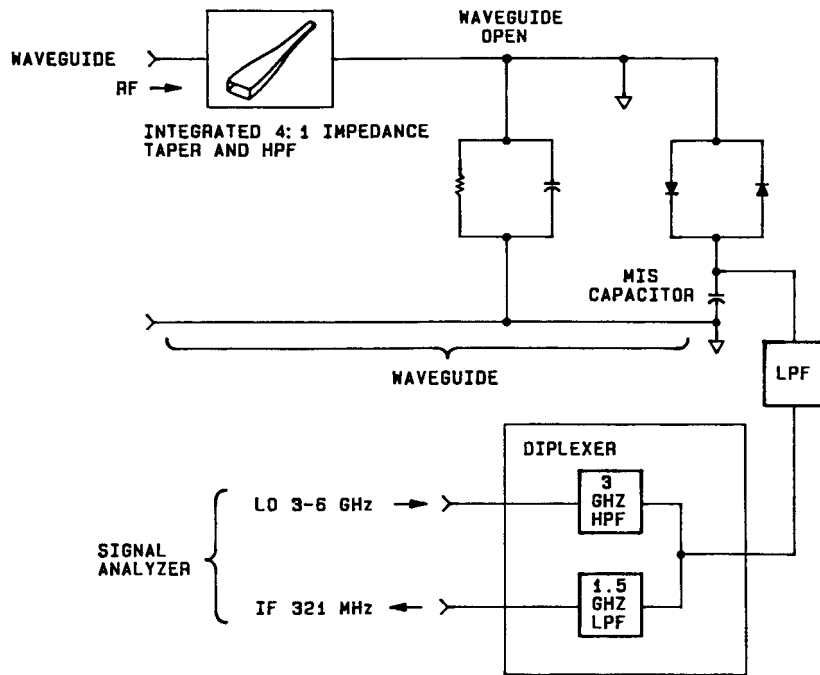 WAVEGUIDE
OPEN
WAVEGUIDE
RF
INTEGRATED 4:1 IMPEDANCE
TAPER AND HPF
MIS
CAPACITOR
WAVEGUIDE
LPF
DIPLEXER
3
GHZ
HPF
LO 3-6 GHz
SIGNAL
ANALYZER
IF 321 MHz
1.5
GHZ
LPF